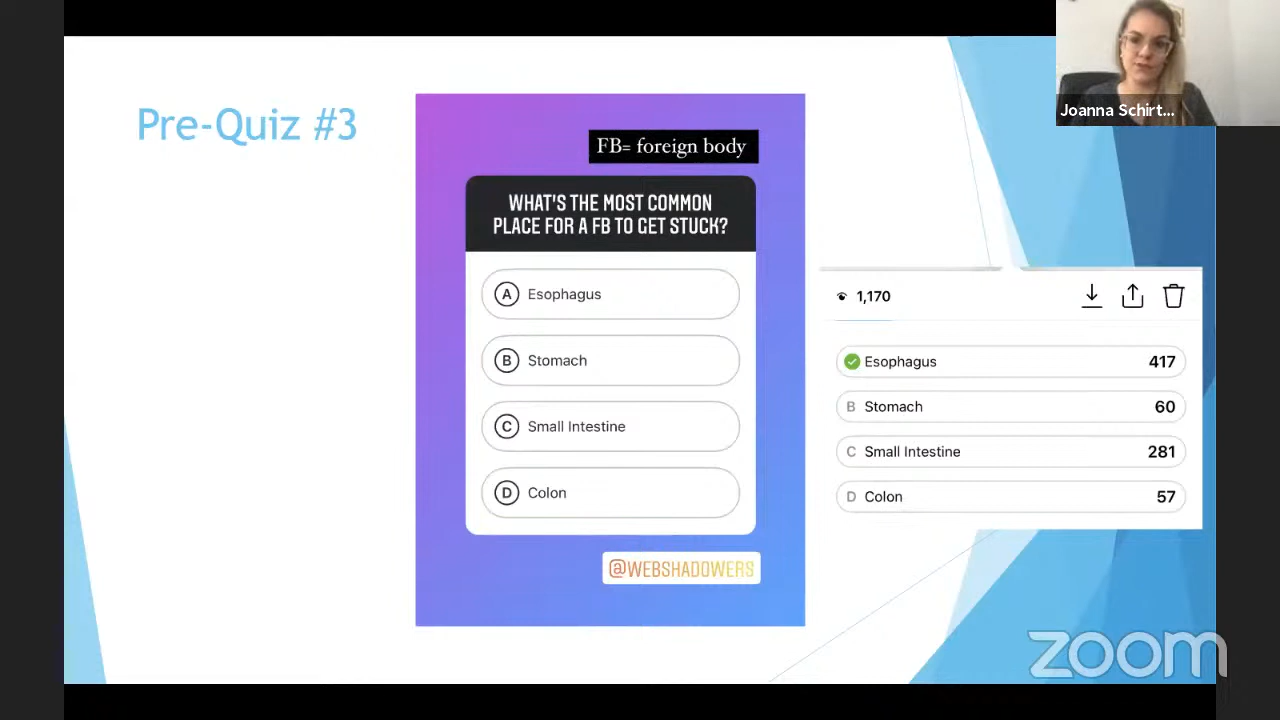 Pre-Quiz #3
FB= foreign body
WHAT'S THE MOST COMMON
PLACE FOR A FB TO GET STUCK?
A Esophagus
B Stomach
C Small Intestine
D Colon
@WEBSHADOWERS
1,170
Esophagus 417
B Stomach 60
C Small Intestine 281
D Colon 57
Joanna Schirt...
zoom